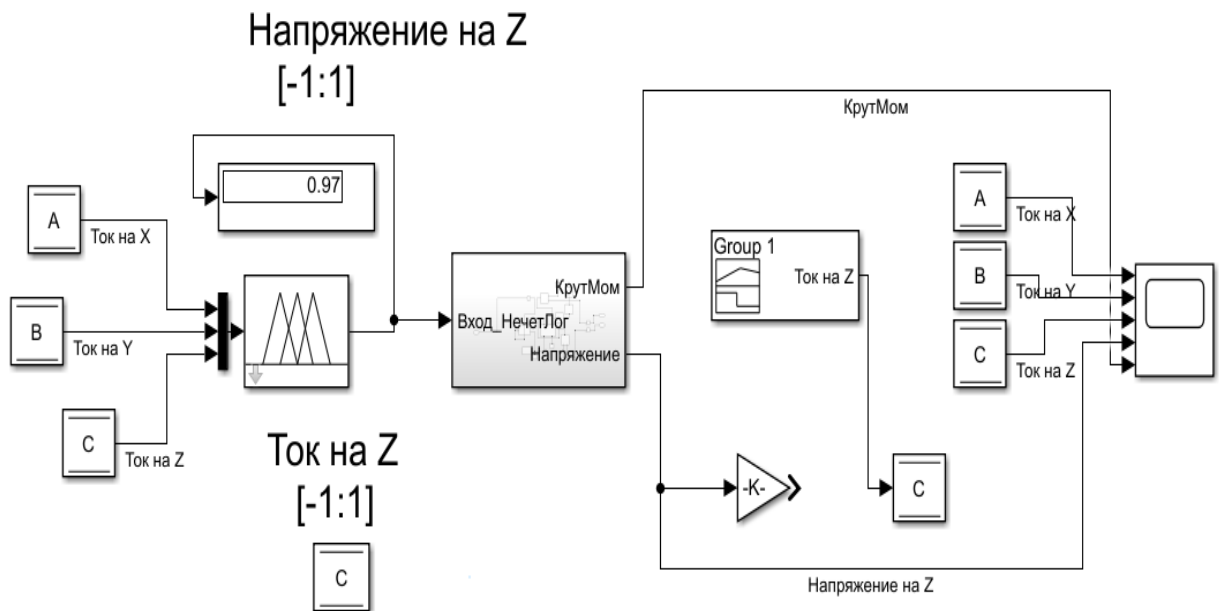 Напряжение на Z
[-1:1]
КрутМом
0.97
A
Ток на X
A
Ток на X
Group 1
Ток на Z
B
Ток на Y
B
Ток на Y
КрутМом
Вход_НечетЛог
Напряжение
C
Ток на Z
C
Ток на Z
Ток на Z
[-1:1]
-K-
C
C
Напряжение на Z